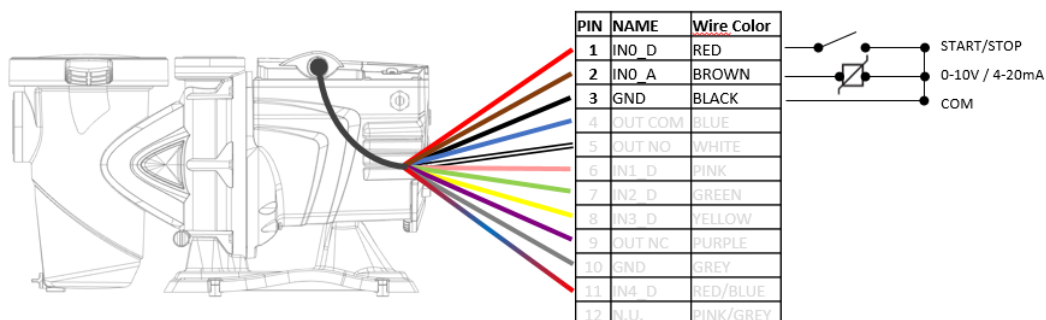 PIN NAME Wire Color
1 IN0_D RED
START/STOP
2 IN0_A BROWN
0-10V / 4-20mA
3 GND BLACK
COM
4 OUT COM BLUE
5 OUT NO WHITE
6 IN1_D PINK
7 IN2_D GREEN
8 IN3_D YELLOW
9 OUT NC PURPLE
10 GND GREY
11 IN4_D RED/BLUE
12 N.U. PINK/GREY